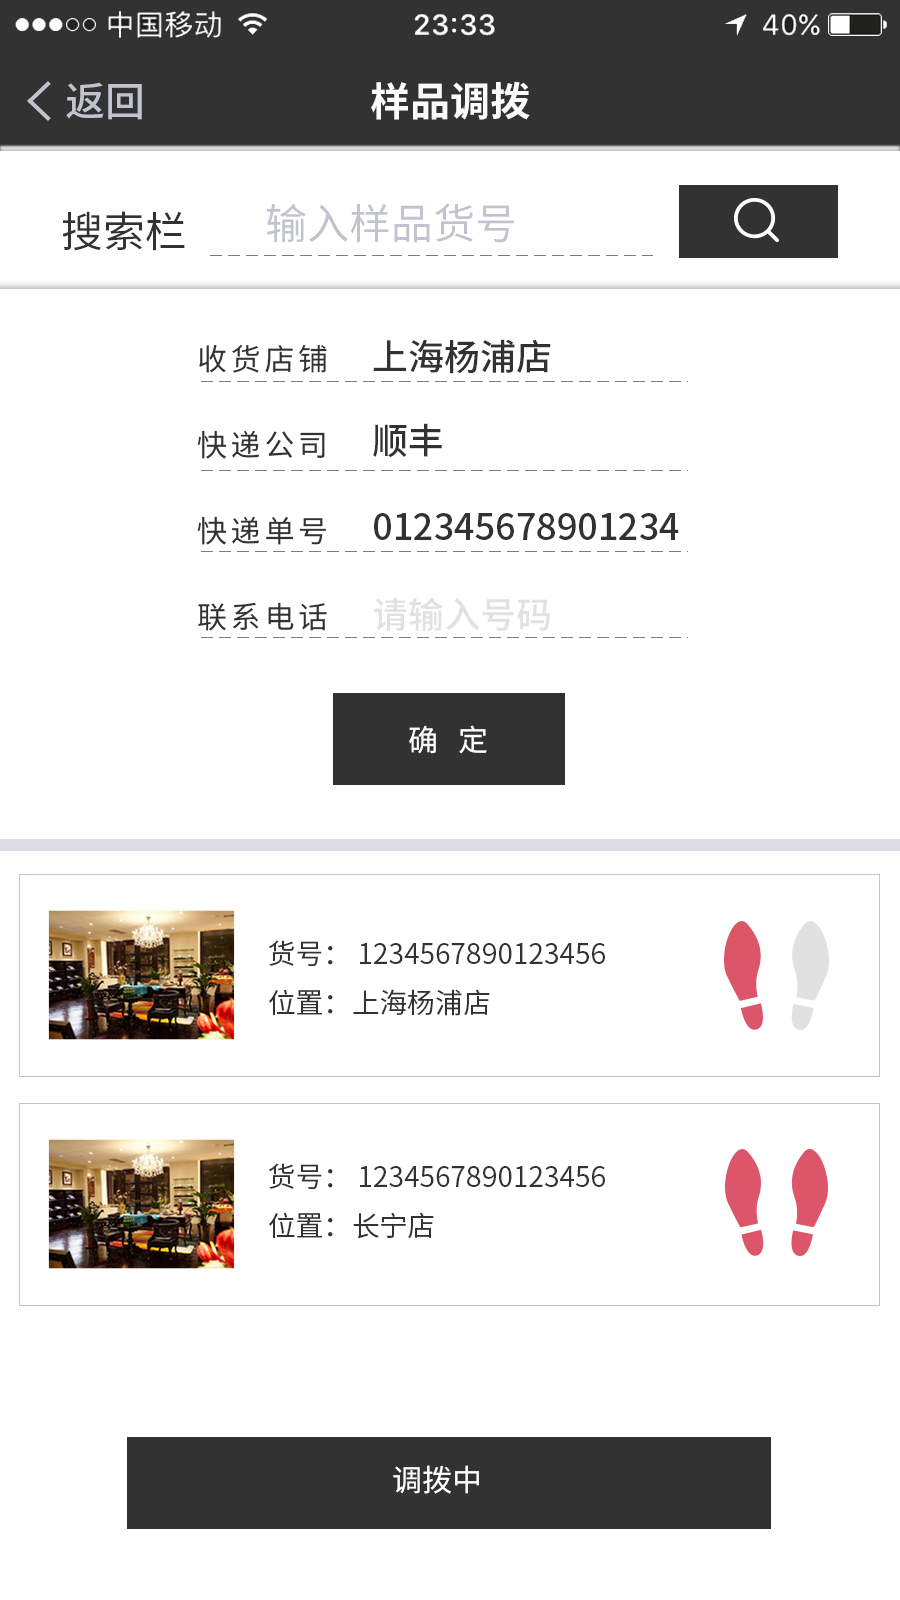 中国移动 23:33 40%
返回 样品调拨
搜索栏 输入样品货号
收货店铺 上海杨浦店
快递公司 顺丰
快递单号 012345678901234
联系电话 请输入号码
确 定
货号： 1234567890123456
位置：上海杨浦店
货号： 1234567890123456
位置：长宁店
调拨中